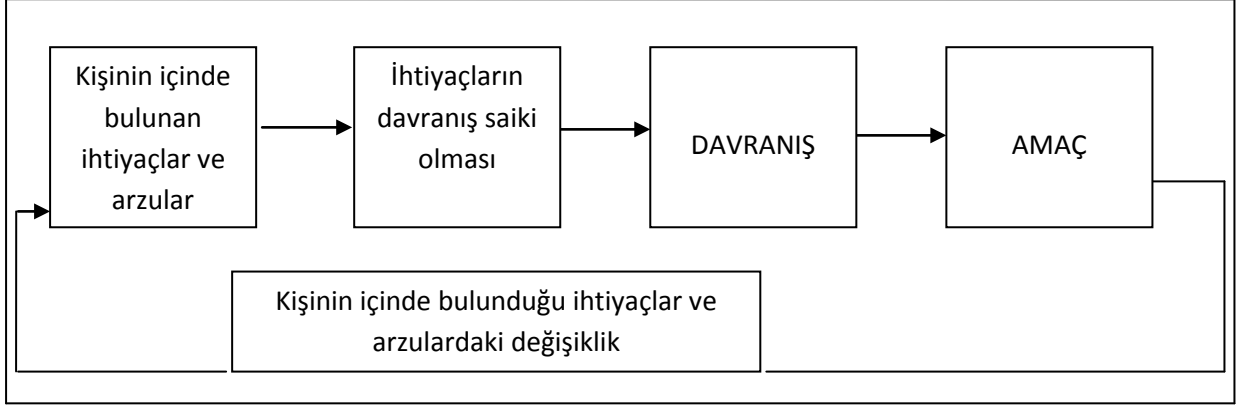 Kişinin içinde
bulunan
ihtiyaçlar ve
arzular
İhtiyaçların
davranış saiki
olması
DAVRANIŞ
AMAÇ
Kişinin içinde bulunduğu ihtiyaçlar ve
arzulardaki değişiklik